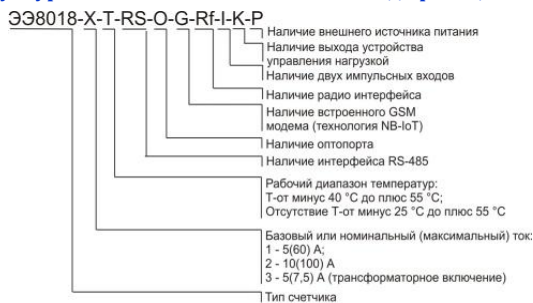 ЭЭ8018-X-T-RS-O-G-Rf-I-K-P
Наличие внешнего источника питания
Наличие выхода устройства
управления нагрузкой
Наличие двух импульсных входов
Наличие радио интерфейса
Наличие встроенного GSM
модема (технология NB-IoT)
Наличие оптопорта
Наличие интерфейса RS-485
Рабочий диапазон температур:
Т-от минус 40 °С до плюс 55 °С;
Отсутствие Т-от минус 25 °С до плюс 55 °С
Базовый или номинальный (максимальный) ток:
1 - 5(60) А;
2 - 10(100) А
3 - 5(7,5) А (трансформаторное включение)
Тип счетчика